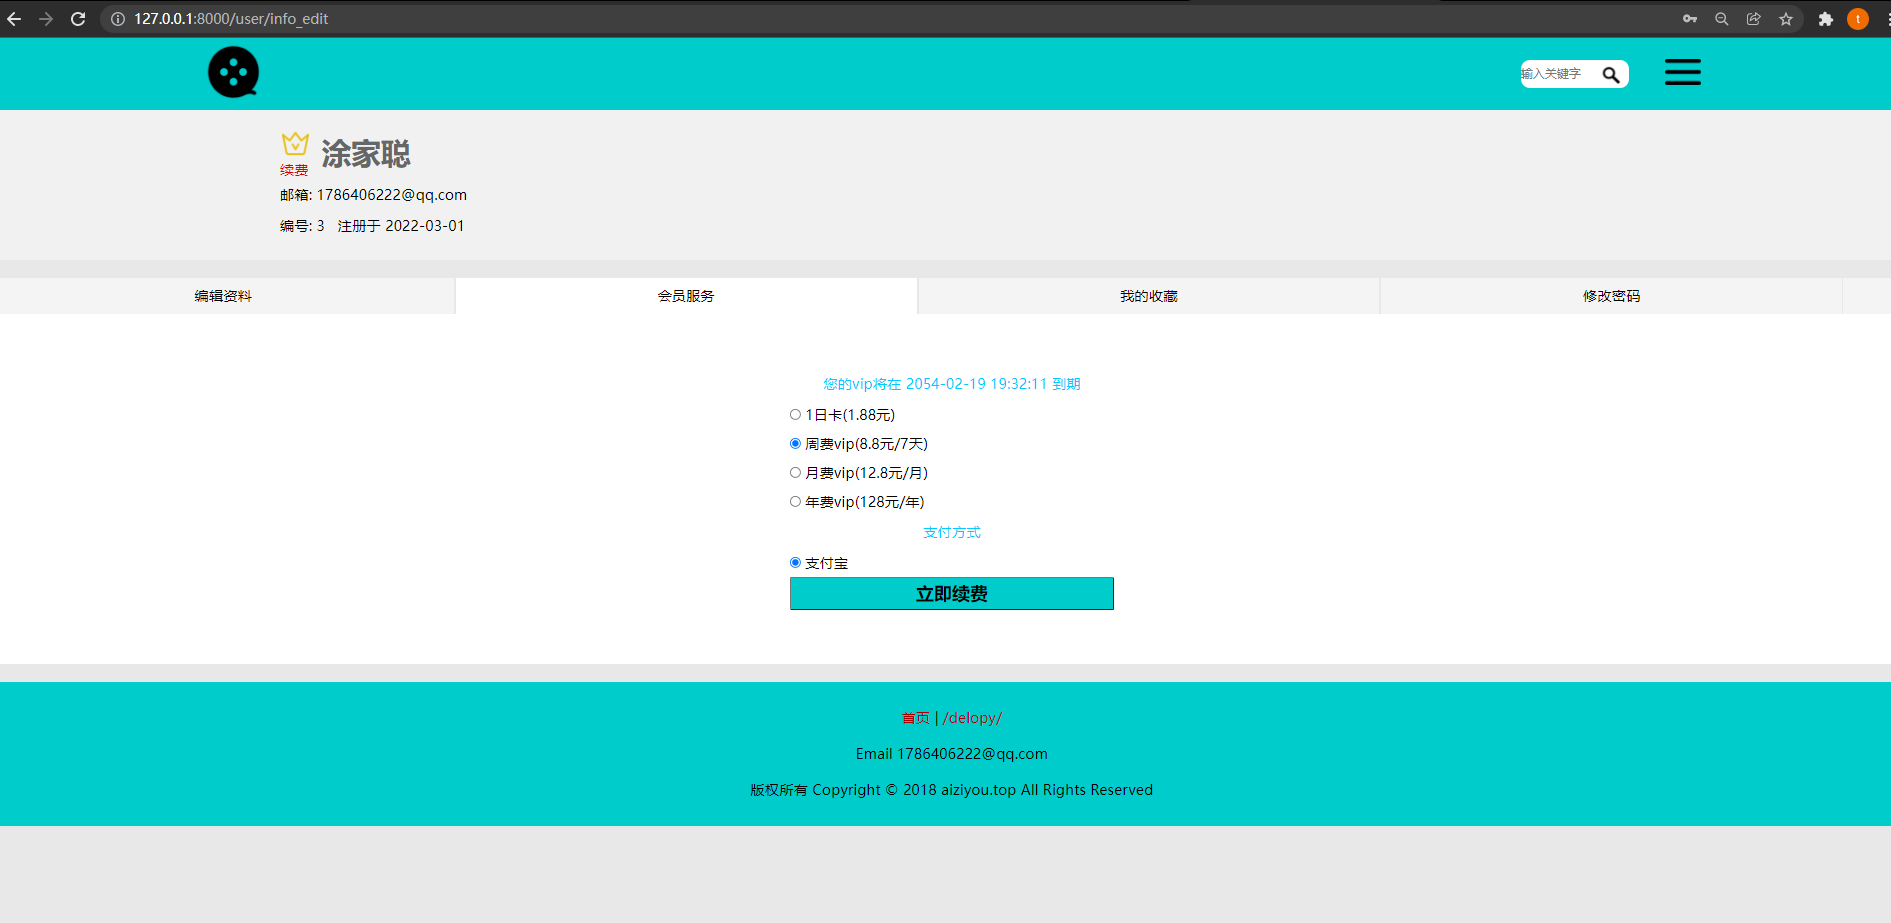 127.0.0.1:8000/user/info_edit
t
输入关键字
涂家聪
续费
邮箱: 1786406222@qq.com
编号: 3 注册于 2022-03-01
编辑资料 会员服务 我的收藏 修改密码
您的vip将在 2054-02-19 19:32:11 到期
1日卡(1.88元)
周费vip(8.8元/7天)
月费vip(12.8元/月)
年费vip(128元/年)
支付方式
支付宝
立即续费
首页 | /delopy/
Email 1786406222@qq.com
版权所有 Copyright © 2018 aiziyou.top All Rights Reserved